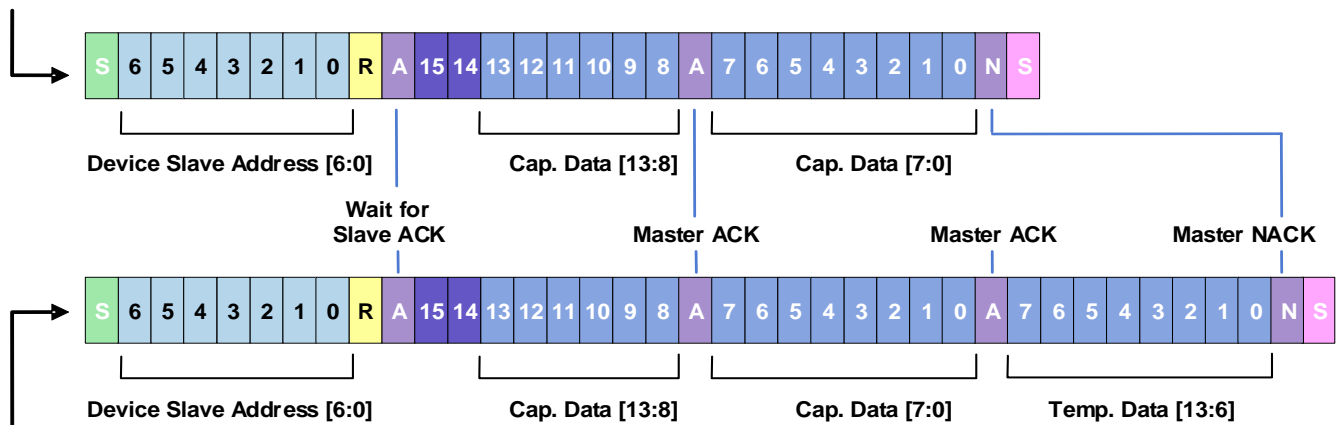 S 6 5 4 3 2 1 0 R A 15 14 13 12 11 10 9 8 A 7 6 5 4 3 2 1 0 N S
Device Slave Address [6:0] Cap. Data [13:8] Cap. Data [7:0]
Wait for
Slave ACK Master ACK Master ACK Master NACK
S 6 5 4 3 2 1 0 R A 15 14 13 12 11 10 9 8 A 7 6 5 4 3 2 1 0 A 7 6 5 4 3 2 1 0 N S
Device Slave Address [6:0] Cap. Data [13:8] Cap. Data [7:0] Temp. Data [13:6]